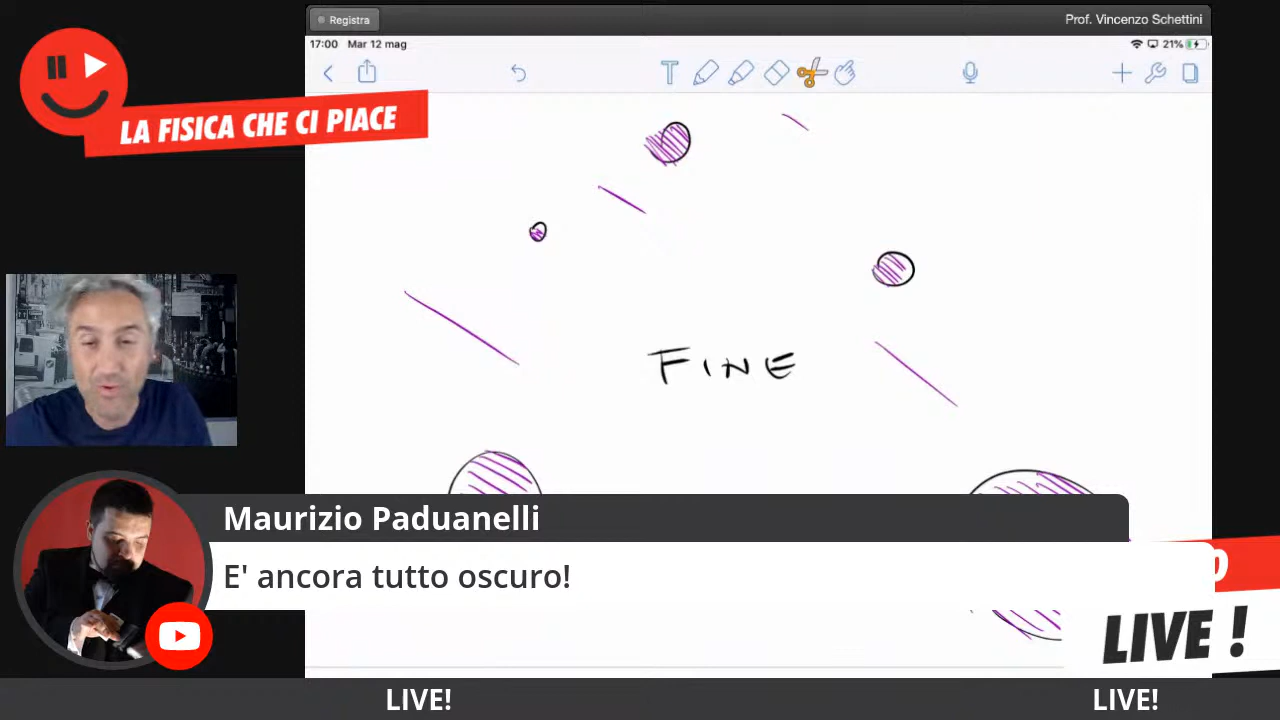 Registra
Prof. Vincenzo Schettini
17:00 Mar 12 mag
21%
LA FISICA CHE CI PIACE
T
FINE
Maurizio Paduanelli
E' ancora tutto oscuro!
LIVE !
LIVE!
LIVE!